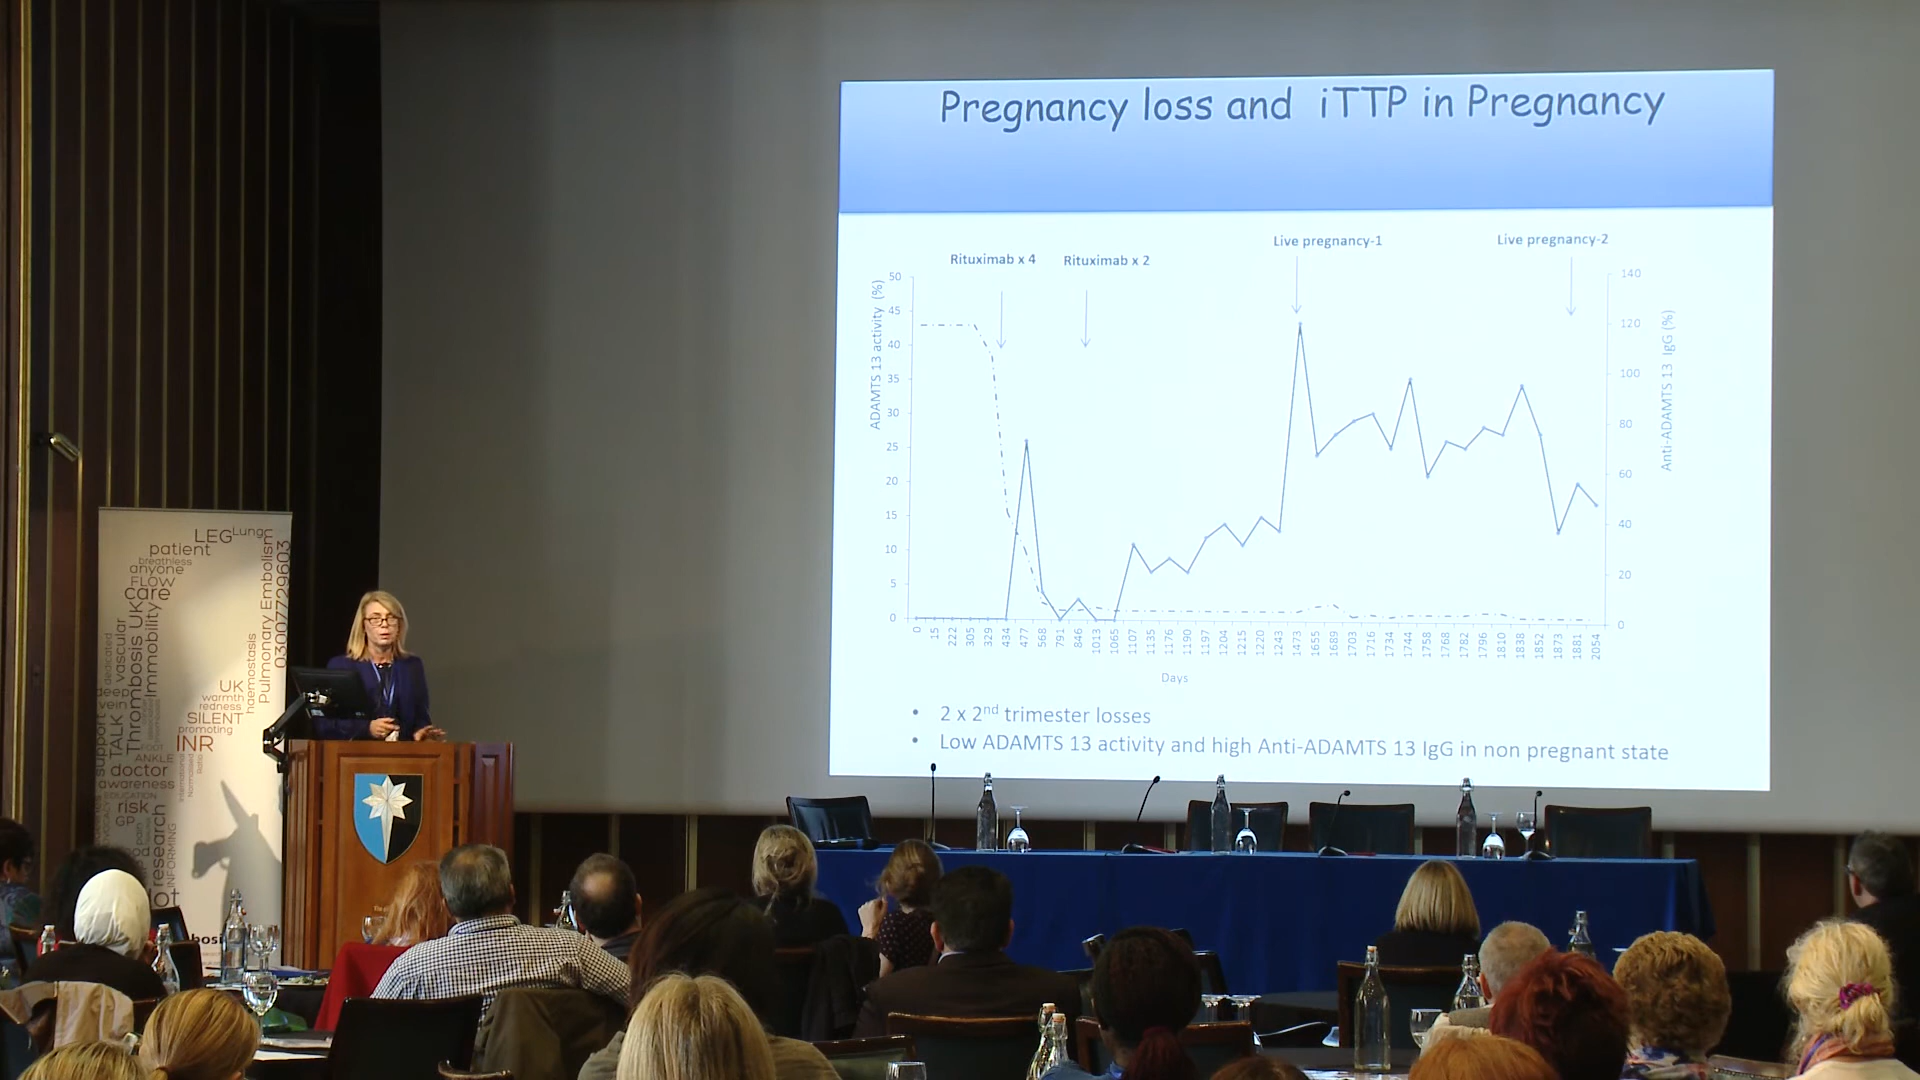 Pregnancy loss and iTTP in Pregnancy
Live pregnancy-1
Live pregnancy-2
Rituximab x 4
Rituximab x 2
ADAMTS 13 activity (%)
50
45
40
35
30
25
20
15
10
5
0
140
120
100
80
60
40
20
0
Anti-ADAMTS 13 IgG (%)
0 15 222 305 329 434 477 568 791 846 1013 1065 1107 1135 1176 1190 1197 1204 1215 1220 1243 1473 1655 1689 1703 1716 1734 1744 1758 1768 1782 1796 1810 1838 1852 1873 1881 2054
Days
• 2 x 2nd trimester losses
• Low ADAMTS 13 activity and high Anti-ADAMTS 13 IgG in non pregnant state
LEG
Lung
patient
breathless
anyone
FLOW
care
Pulmonary Embolism
03007729603
dedicated
vascular
Thrombosis UK
Immobility
haemostasis
deep
vein
UK
warmth
redness
SILENT
promoting
INR
support
TALK
FOOT
ANKLE
doctor
awareness
EDUCATION
risk
GP
International
Normalised
Ratio
research
INFORMING